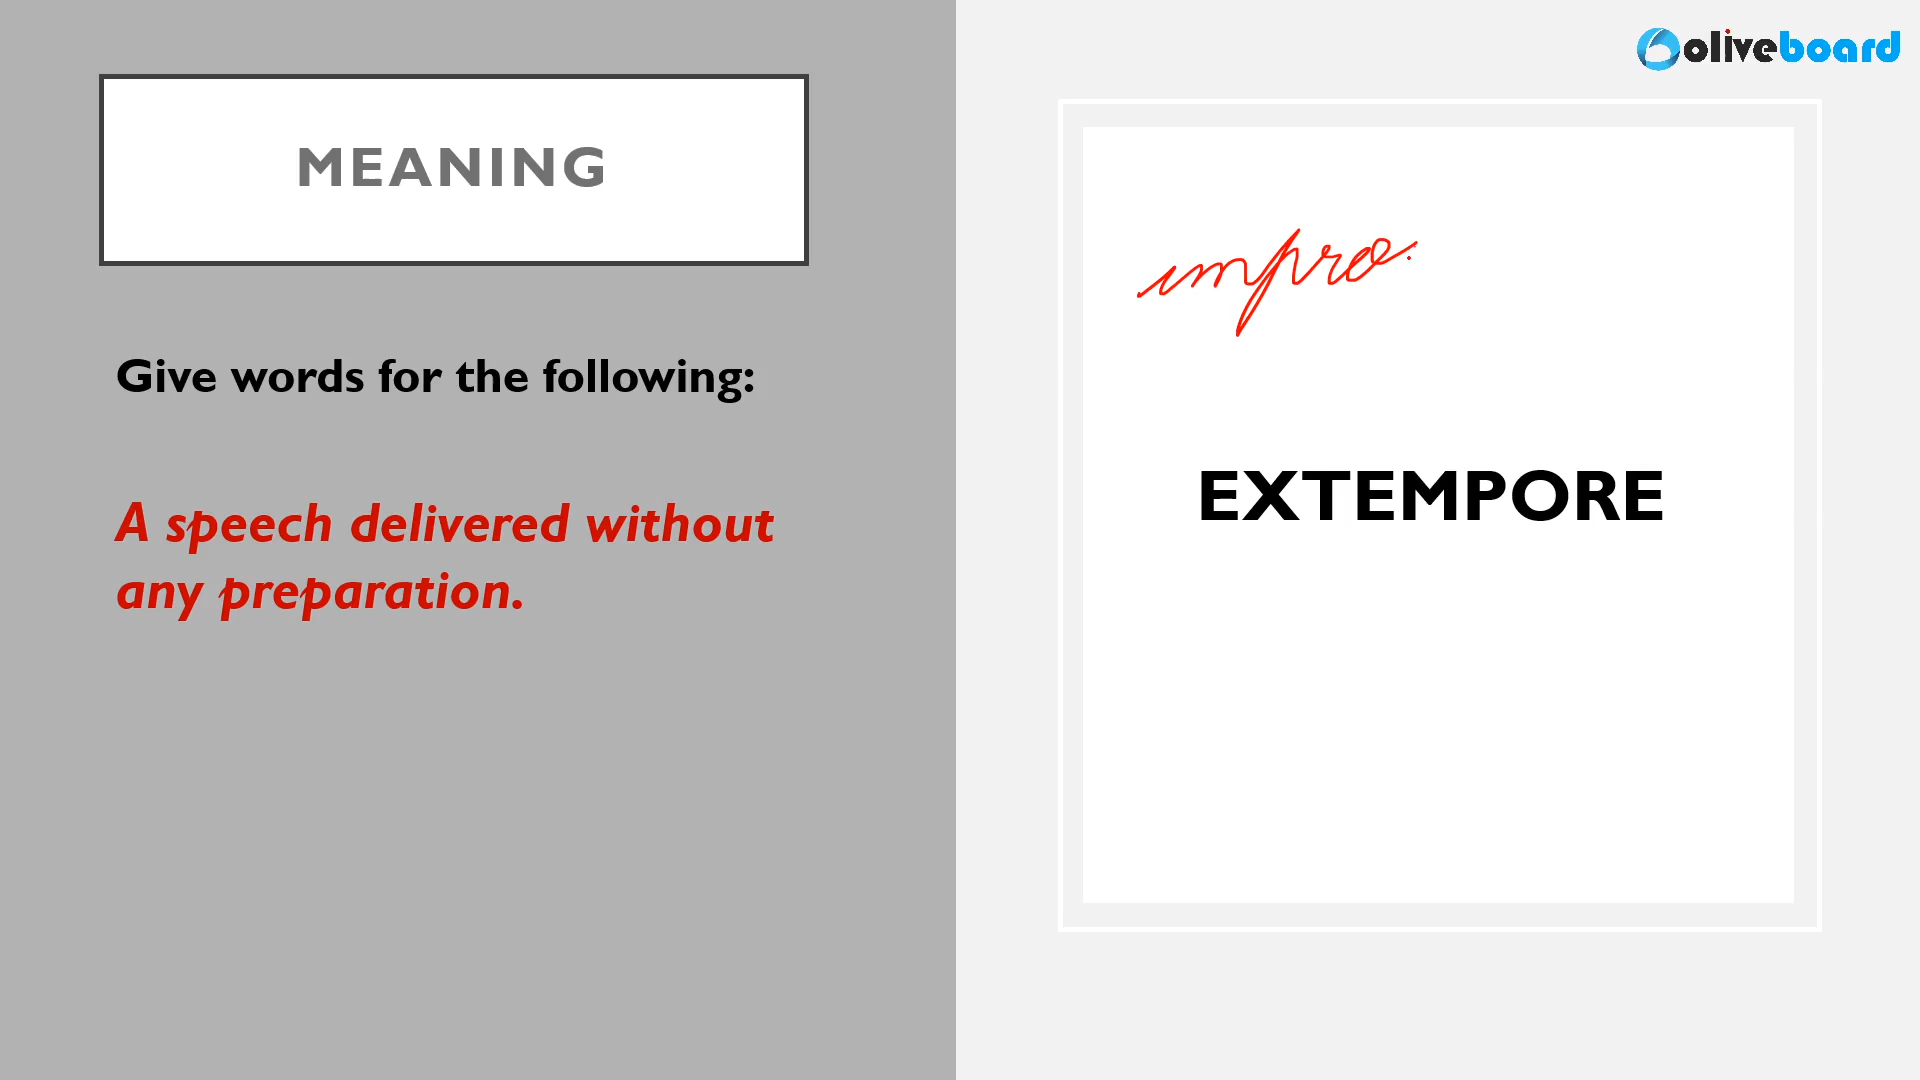 MEANING
Give words for the following:
A speech delivered without
any preparation.
oliveboard
impro.
EXTEMPORE